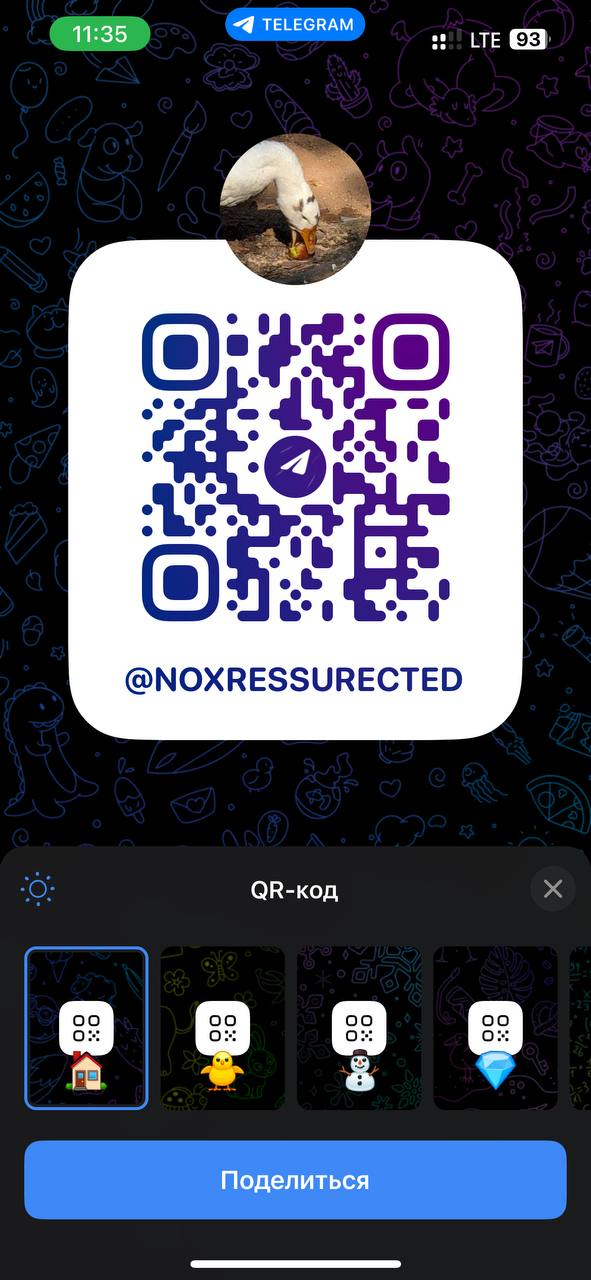 11:35
TELEGRAM
LTE
93
@NOXRESSURECTED
QR-код
Поделиться